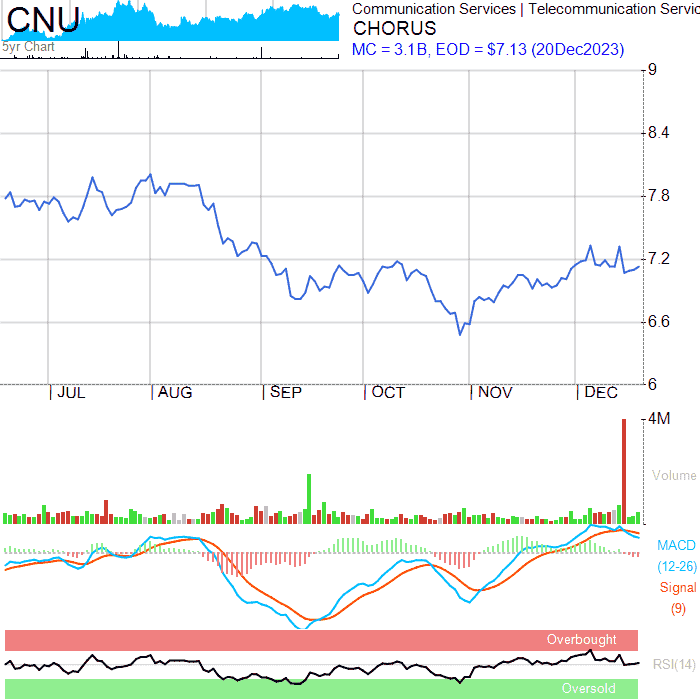 CNU
5yr Chart
Communication Services | Telecommunication Servic
CHORUS
MC = 3.1B, EOD = $7.13 (20Dec2023)
9
8.4
7.8
7.2
6.6
6
JUL AUG SEP OCT NOV DEC
4M
Volume
MACD
(12-26)
Signal
(9)
Overbought
RSI(14)
Oversold